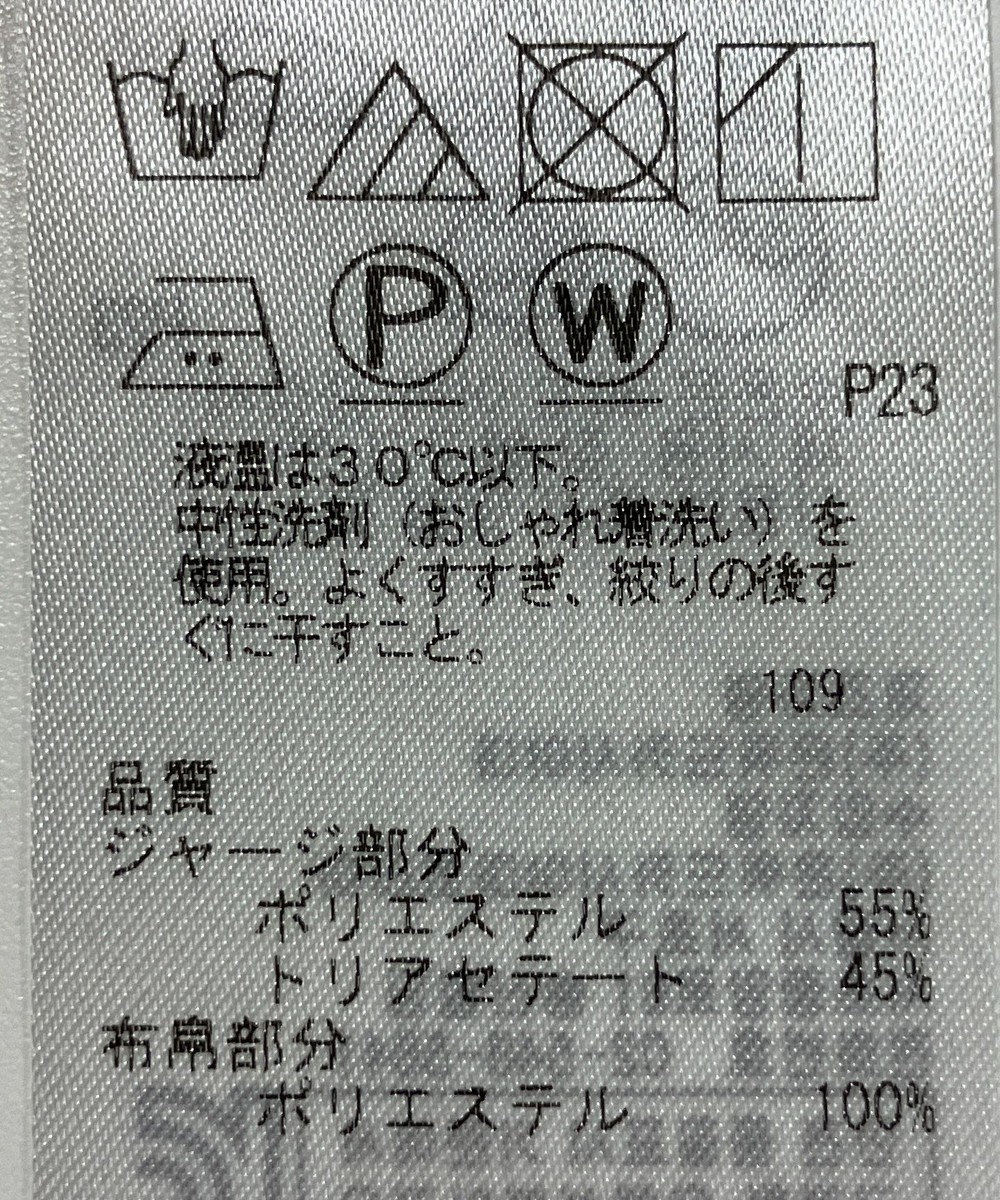 P
W
P23
液温は30℃以下。
中性洗剤（おしゃれ着洗い）を
使用。よくすすぎ、絞りの後す
ぐに干すこと。
109
品質
ジャージ部分
ポリエステル 55%
トリアセテート 45%
布帛部分
ポリエステル 100%